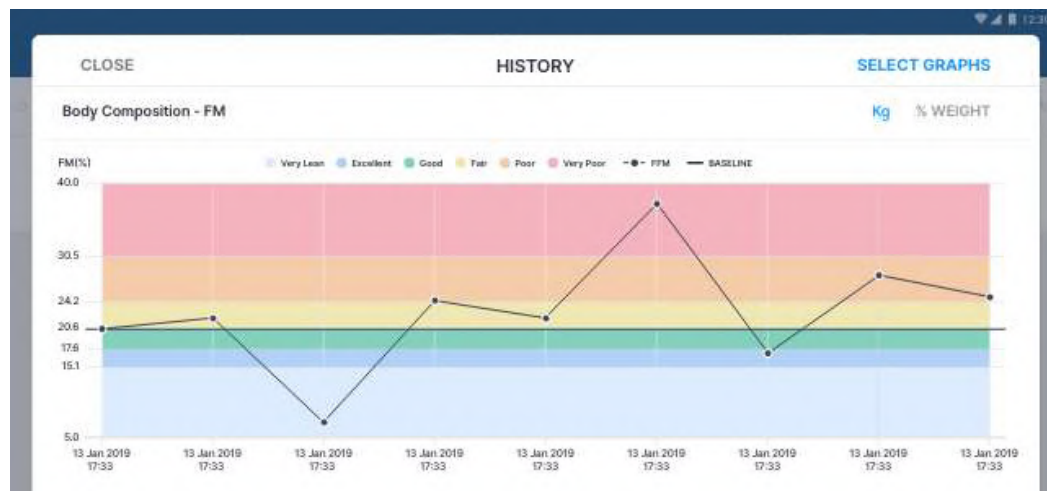 12:30
CLOSE HISTORY SELECT GRAPHS
Body Composition - FM Kg % WEIGHT
FM(%) Very Lean Excellent Good Fair Poor Very Poor FFM BASELINE
40.0
30.5
24.2
20.6
17.6
15.1
5.0
13 Jan 2019 13 Jan 2019 13 Jan 2019 13 Jan 2019 13 Jan 2019 13 Jan 2019 13 Jan 2019 13 Jan 2019 13 Jan 2019
17:33 17:33 17:33 17:33 17:33 17:33 17:33 17:33 17:33